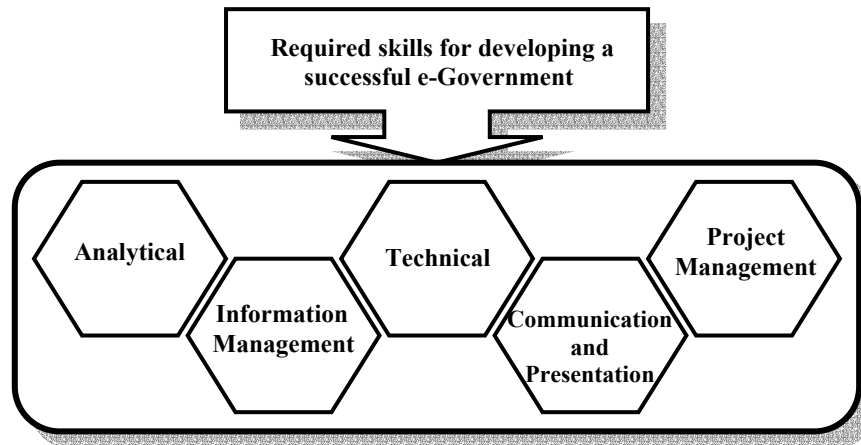 Required skills for developing a
successful e-Government
Analytical
Information
Management
Technical
Communication
and
Presentation
Project
Management